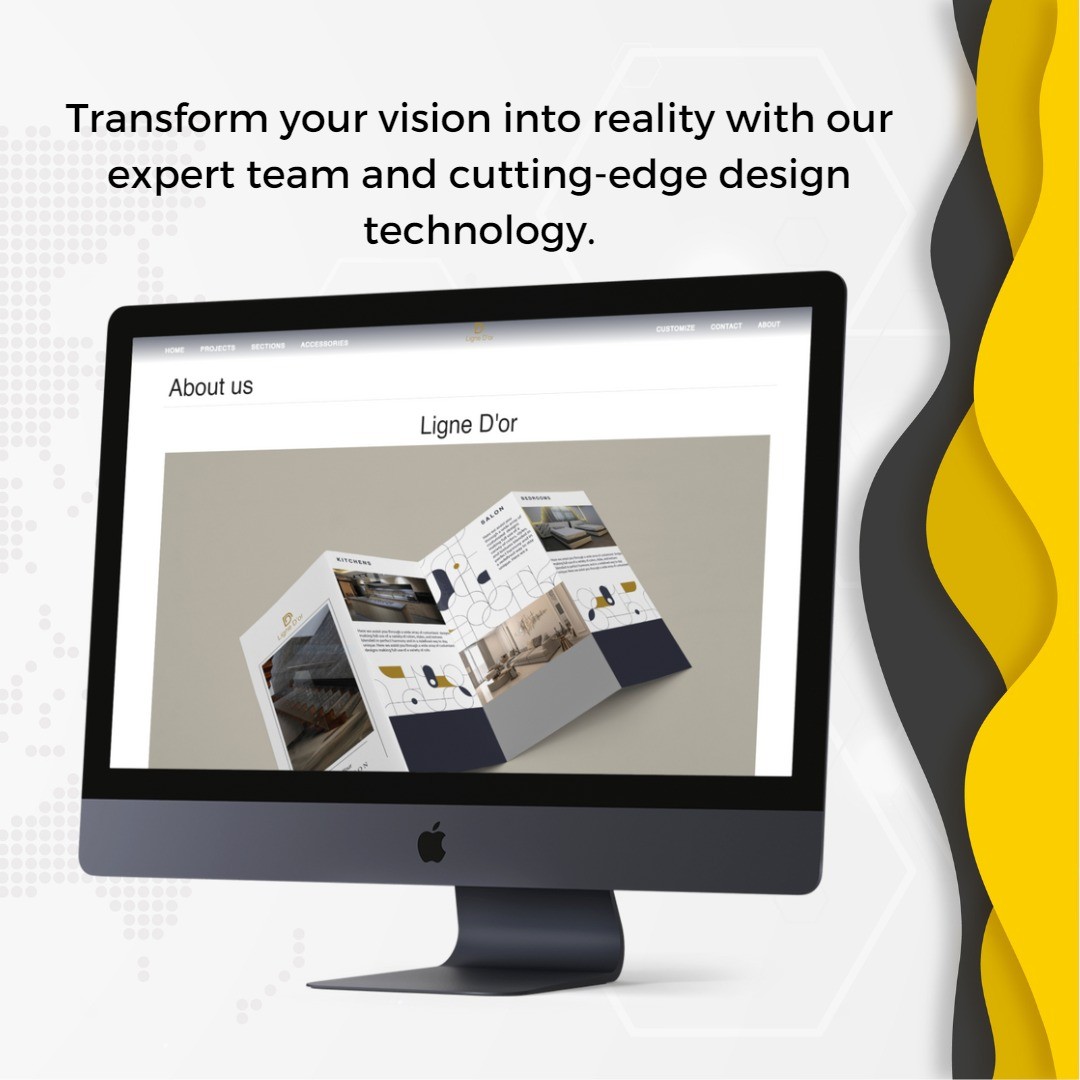 Transform your vision into reality with our
expert team and cutting-edge design
technology.
HOME PROJECTS SECTIONS ACCESSORIES
Ligne D'or
CUSTOMIZE CONTACT ABOUT
About us
Ligne D'or
Ligne D'or
KITCHENS
SALON
BEDROOMS